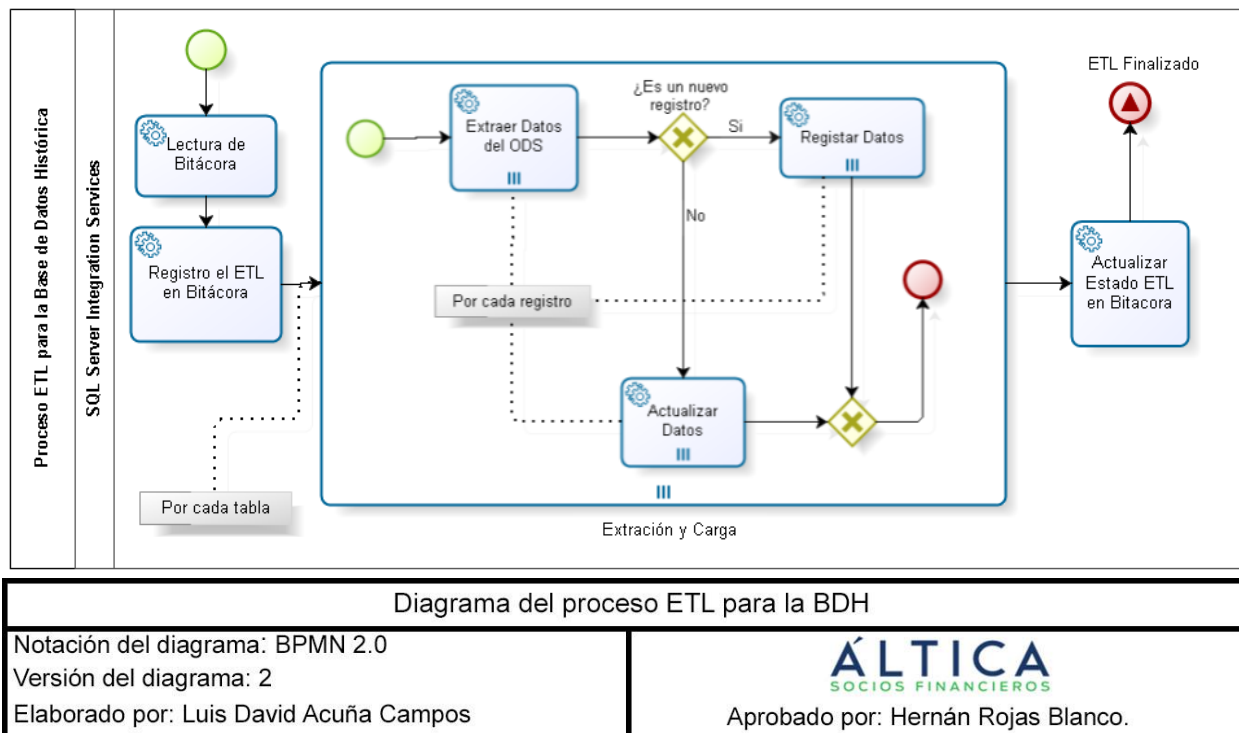 Proceso ETL para la Base de Datos Histórica
SQL Server Integration Services
Lectura de
Bitácora
Registro el ETL
en Bitácora
Por cada tabla
Extraer Datos
del ODS
¿Es un nuevo
registro?
Si
No
Registar Datos
Por cada registro
Actualizar
Datos
Extración y Carga
ETL Finalizado
Actualizar
Estado ETL
en Bitacora
Diagrama del proceso ETL para la BDH
Notación del diagrama: BPMN 2.0
Versión del diagrama: 2
Elaborado por: Luis David Acuña Campos
ÁLTICA
SOCIOS FINANCIEROS
Aprobado por: Hernán Rojas Blanco.